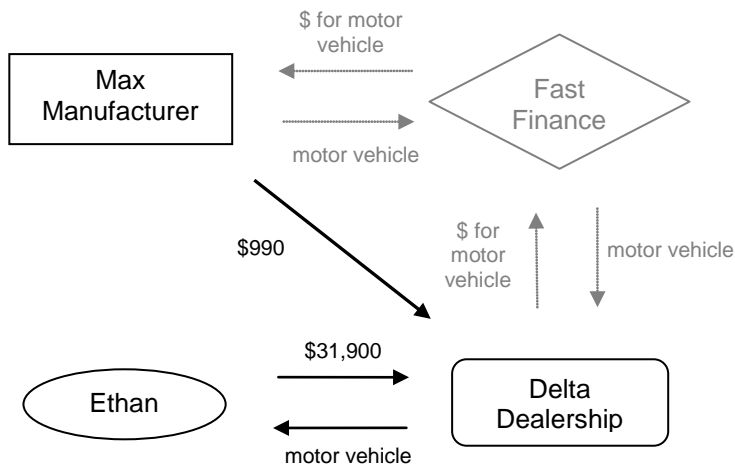 $ for motor
vehicle
Max
Manufacturer
Fast
Finance
motor vehicle
$990
$ for
motor
vehicle
motor vehicle
$31,900
Ethan
Delta
Dealership
motor vehicle